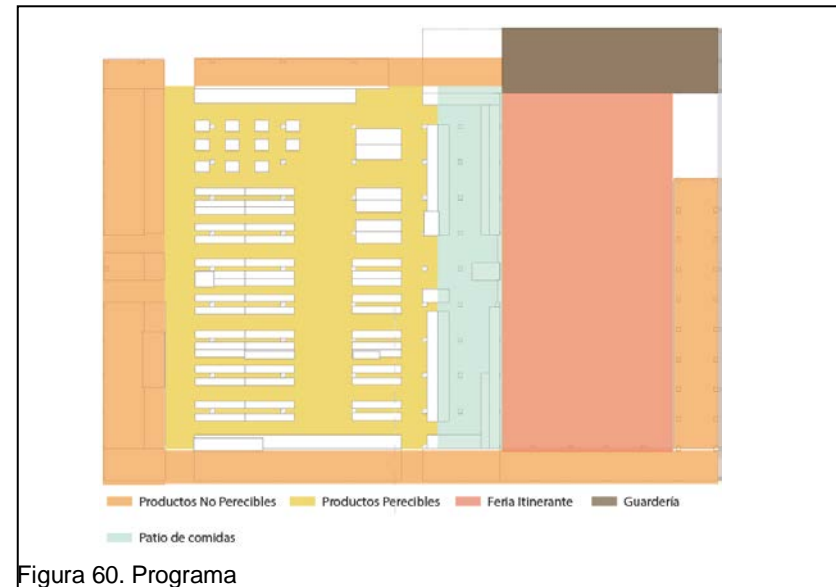 Productos No Perecibles Productos Perecibles Feria Itinerante Guardería
Patio de comidas
Figura 60. Programa